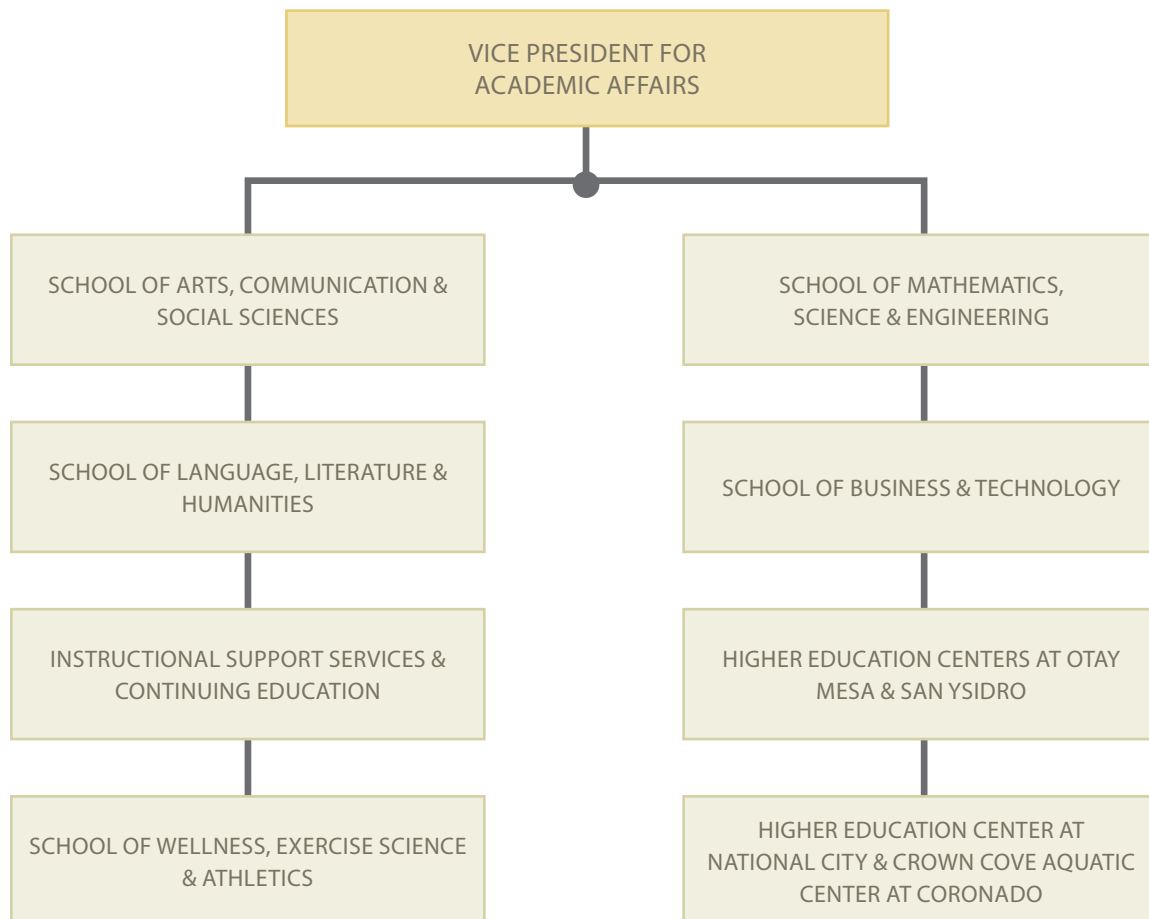 VICE PRESIDENT FOR
ACADEMIC AFFAIRS
SCHOOL OF ARTS, COMMUNICATION &
SOCIAL SCIENCES
SCHOOL OF MATHEMATICS,
SCIENCE & ENGINEERING
SCHOOL OF LANGUAGE, LITERATURE &
HUMANITIES
SCHOOL OF BUSINESS & TECHNOLOGY
INSTRUCTIONAL SUPPORT SERVICES &
CONTINUING EDUCATION
HIGHER EDUCATION CENTERS AT OTAY
MESA & SAN YSIDRO
SCHOOL OF WELLNESS, EXERCISE SCIENCE
& ATHLETICS
HIGHER EDUCATION CENTER AT
NATIONAL CITY & CROWN COVE AQUATIC
CENTER AT CORONADO